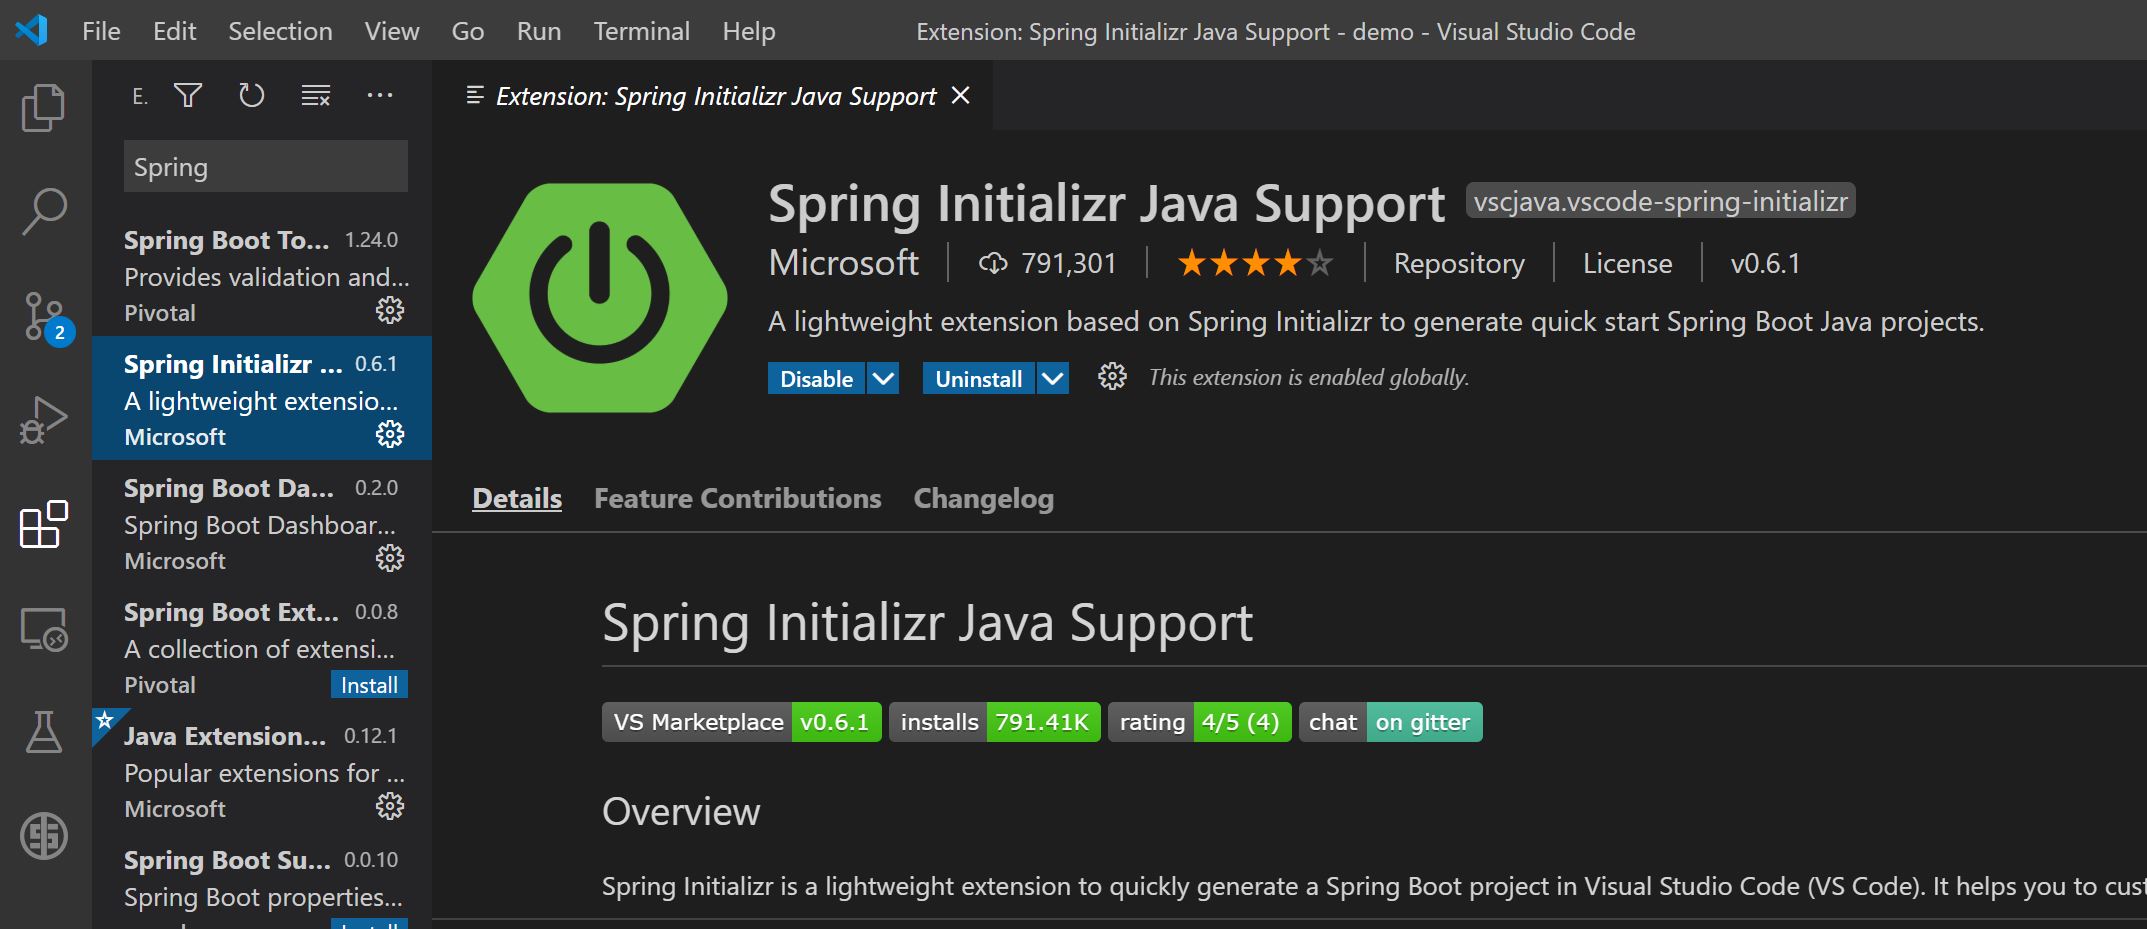 File Edit Selection View Go Run Terminal Help
Extension: Spring Initializr Java Support - demo - Visual Studio Code
E.
Extension: Spring Initializr Java Support
Spring
2
Spring Boot To... 1.24.0
Provides validation and...
Pivotal
Spring Initializr ... 0.6.1
A lightweight extensio...
Microsoft
Spring Boot Da... 0.2.0
Spring Boot Dashboar...
Microsoft
Spring Boot Ext... 0.0.8
A collection of extensi...
Pivotal Install
Java Extension... 0.12.1
Popular extensions for ...
Microsoft
Spring Boot Su... 0.0.10
Spring Boot properties...
Install
Spring Initializr Java Support vscjava.vscode-spring-initializr
Microsoft 791,301 Repository License v0.6.1
A lightweight extension based on Spring Initializr to generate quick start Spring Boot Java projects.
Disable Uninstall This extension is enabled globally.
Details Feature Contributions Changelog
Spring Initializr Java Support
VS Marketplace v0.6.1 installs 791.41K rating 4/5 (4) chat on gitter
Overview
Spring Initializr is a lightweight extension to quickly generate a Spring Boot project in Visual Studio Code (VS Code). It helps you to cust